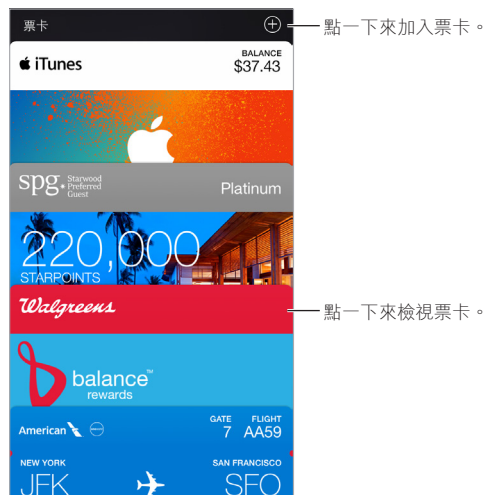 票卡
點一下來加入票卡。
iTunes
BALANCE
$37.43
spg. Starwood
Preferred
Guest
Platinum
220,000
STARPOINTS
Walgreens
點一下來檢視票卡。
balance™
rewards
American
GATE FLIGHT
7 AA59
NEW YORK SAN FRANCISCO
JFK SFO